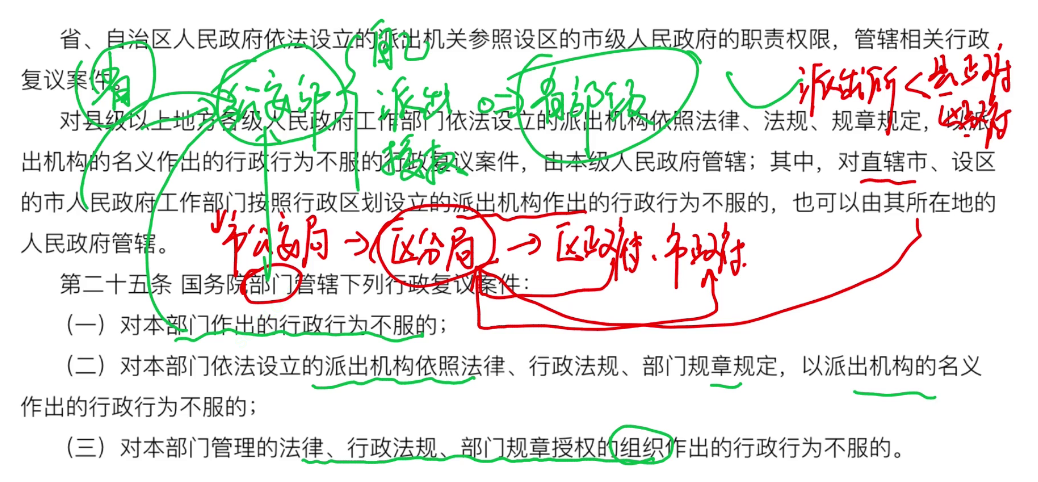 省、自治区人民政府依法设立的派出机关参照设区的市级人民政府的职责权限，管辖相关行政
复议案件。
自己
派出
授权
省
公安部
省部级
派出所
县政府
区政府
对县级以上地方各级人民政府工作部门依法设立的派出机构依照法律、法规、规章规定，以派
出机构的名义作出的行政行为不服的行政复议案件，由本级人民政府管辖；其中，对直辖市、设区
的市人民政府工作部门按照行政区划设立的派出机构作出的行政行为不服的，也可以由其所在地的
人民政府管辖。
市公安局→区分局→区政府、市政府
第二十五条 国务院部门管辖下列行政复议案件：
（一）对本部门作出的行政行为不服的；
（二）对本部门依法设立的派出机构依照法律、行政法规、部门规章规定，以派出机构的名义
作出的行政行为不服的；
（三）对本部门管理的法律、行政法规、部门规章授权的组织作出的行政行为不服的。